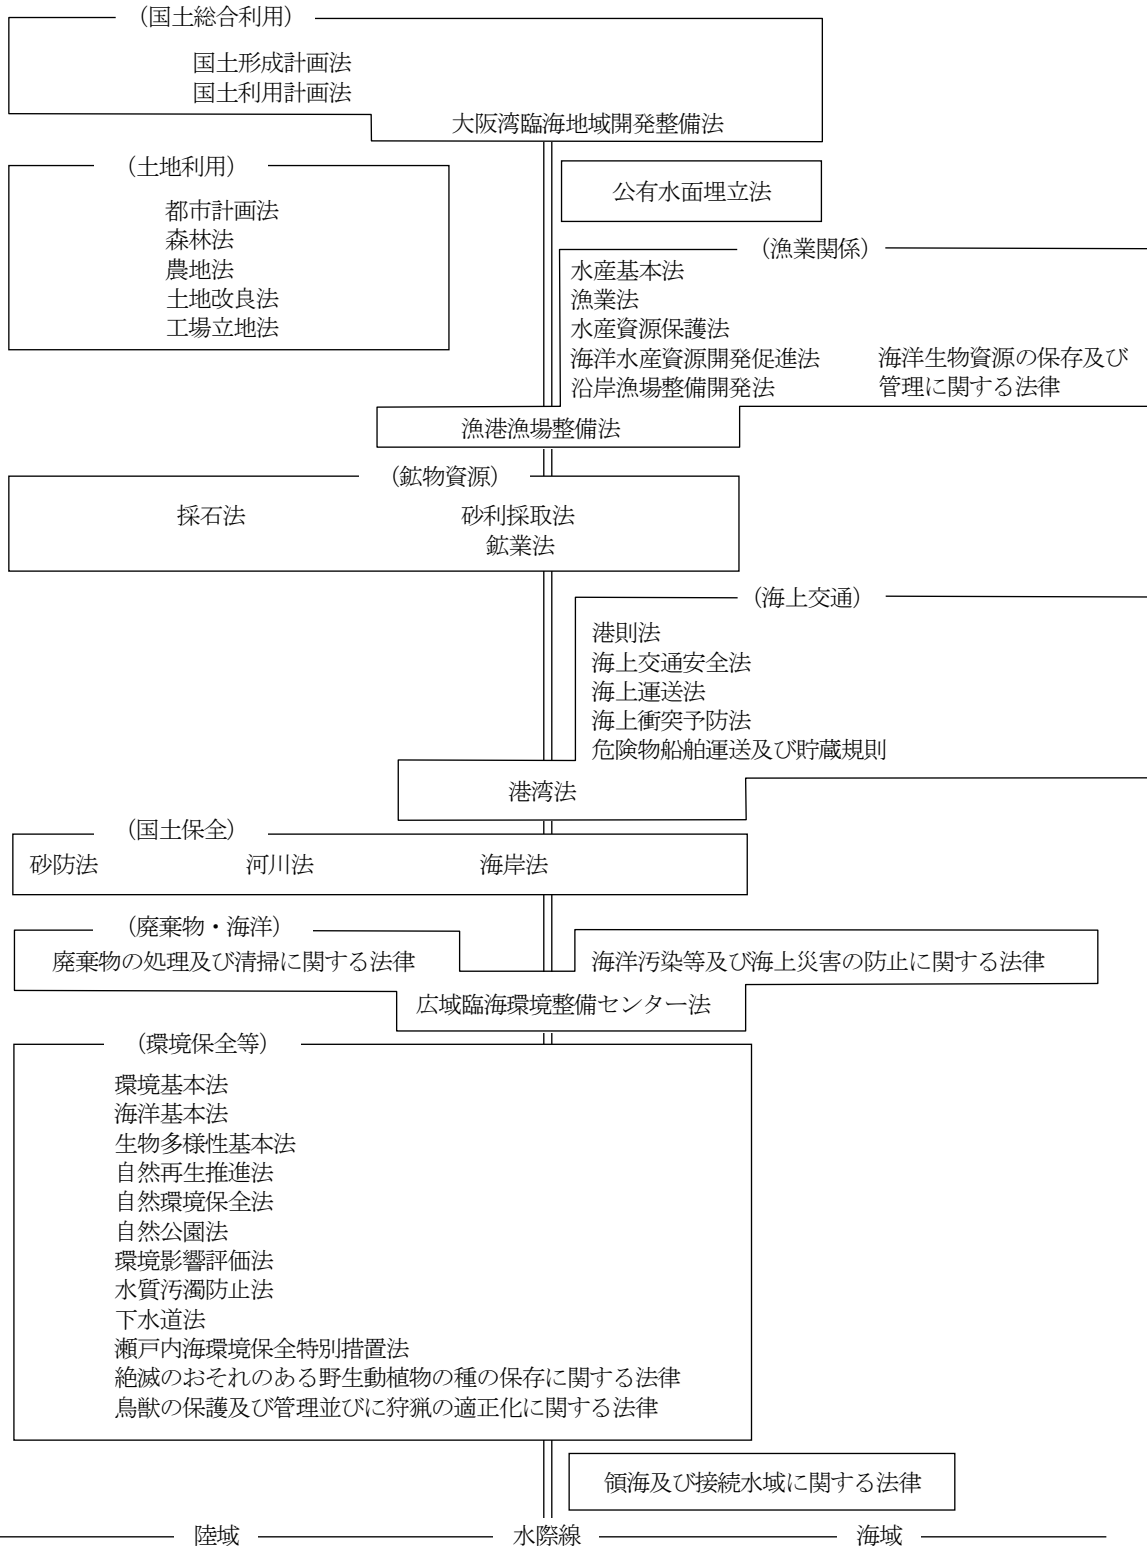 (国土総合利用)
国土形成計画法
国土利用計画法
大阪湾臨海地域開発整備法
(土地利用)
都市計画法
森林法
農地法
土地改良法
工場立地法
公有水面埋立法
(漁業関係)
水産基本法
漁業法
水産資源保護法
海洋水産資源開発促進法
沿岸漁場整備開発法
海洋生物資源の保存及び
管理に関する法律
漁港漁場整備法
(鉱物資源)
採石法
砂利採取法
鉱業法
(海上交通)
港則法
海上交通安全法
海上運送法
海上衝突予防法
危険物船舶運送及び貯蔵規則
港湾法
(国土保全)
砂防法
河川法
海岸法
(廃棄物・海洋)
廃棄物の処理及び清掃に関する法律
海洋汚染等及び海上災害の防止に関する法律
広域臨海環境整備センター法
(環境保全等)
環境基本法
海洋基本法
生物多様性基本法
自然再生推進法
自然環境保全法
自然公園法
環境影響評価法
水質汚濁防止法
下水道法
瀬戸内海環境保全特別措置法
絶滅のおそれのある野生動植物の種の保存に関する法律
鳥獣の保護及び管理並びに狩猟の適正化に関する法律
領海及び接続水域に関する法律
陸域
水際線
海域